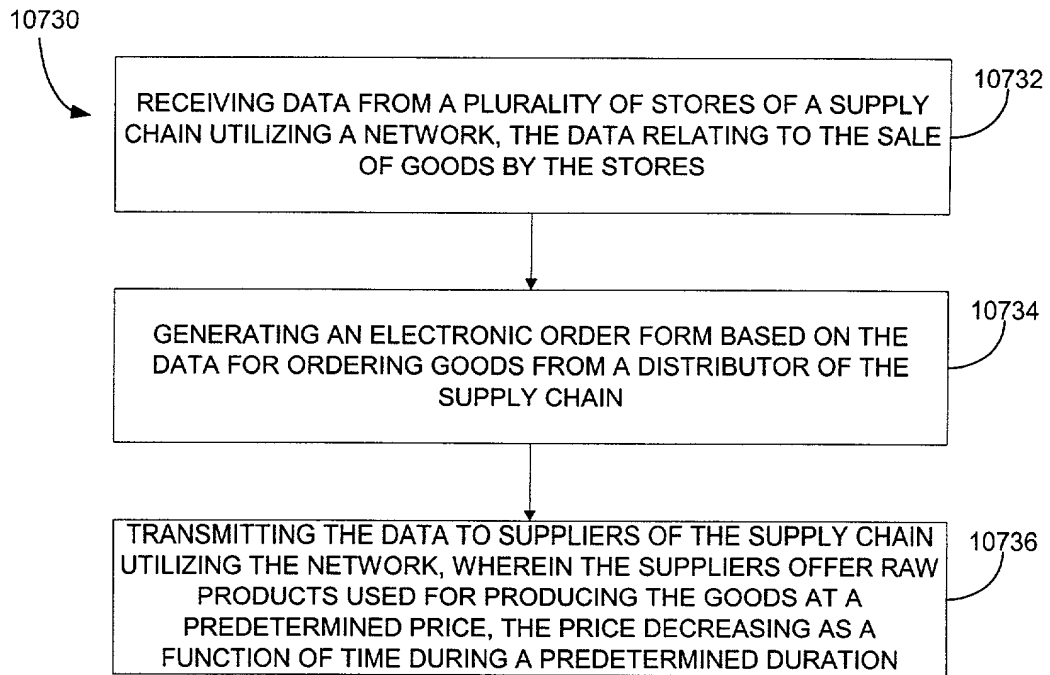 10730
10732
RECEIVING DATA FROM A PLURALITY OF STORES OF A SUPPLY
CHAIN UTILIZING A NETWORK, THE DATA RELATING TO THE SALE
OF GOODS BY THE STORES
10734
GENERATING AN ELECTRONIC ORDER FORM BASED ON THE
DATA FOR ORDERING GOODS FROM A DISTRIBUTOR OF THE
SUPPLY CHAIN
10736
TRANSMITTING THE DATA TO SUPPLIERS OF THE SUPPLY CHAIN
UTILIZING THE NETWORK, WHEREIN THE SUPPLIERS OFFER RAW
PRODUCTS USED FOR PRODUCING THE GOODS AT A
PREDETERMINED PRICE, THE PRICE DECREASING AS A
FUNCTION OF TIME DURING A PREDETERMINED DURATION